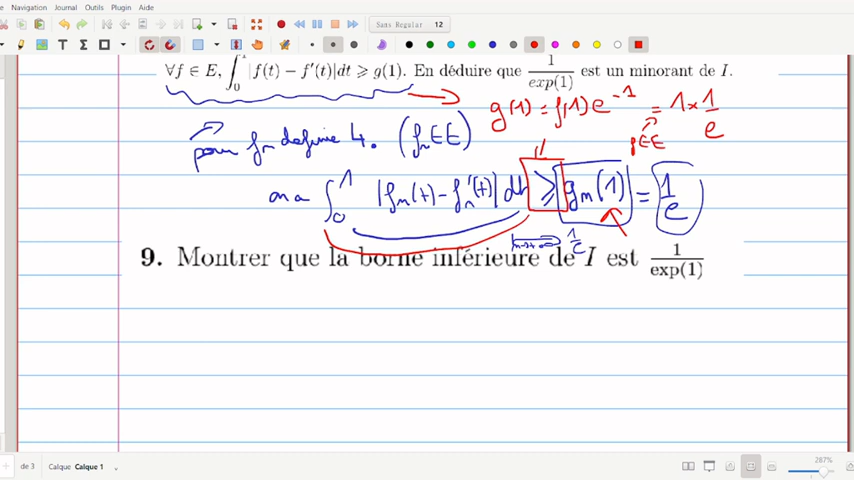 Navigation Journal Outils Plugin Aide
Sans Regular 12
∀f ∈ E, ∫₀¹ |f(t) − f′(t)|dt ⩾ g(1). En déduire que 1/exp(1) est un minorant de I.
g(1) = f(1) e⁻¹ = 1 × 1/e
f∈E
pour fn définie 4. (fn∈E)
on a ∫₀¹ |fn(t) − fn′(t)| dt ⩾ gn(1) = 1/e
1/e
9. Montrer que la borne inférieure de I est 1/exp(1)
de 3 Calque Calque 1 287%